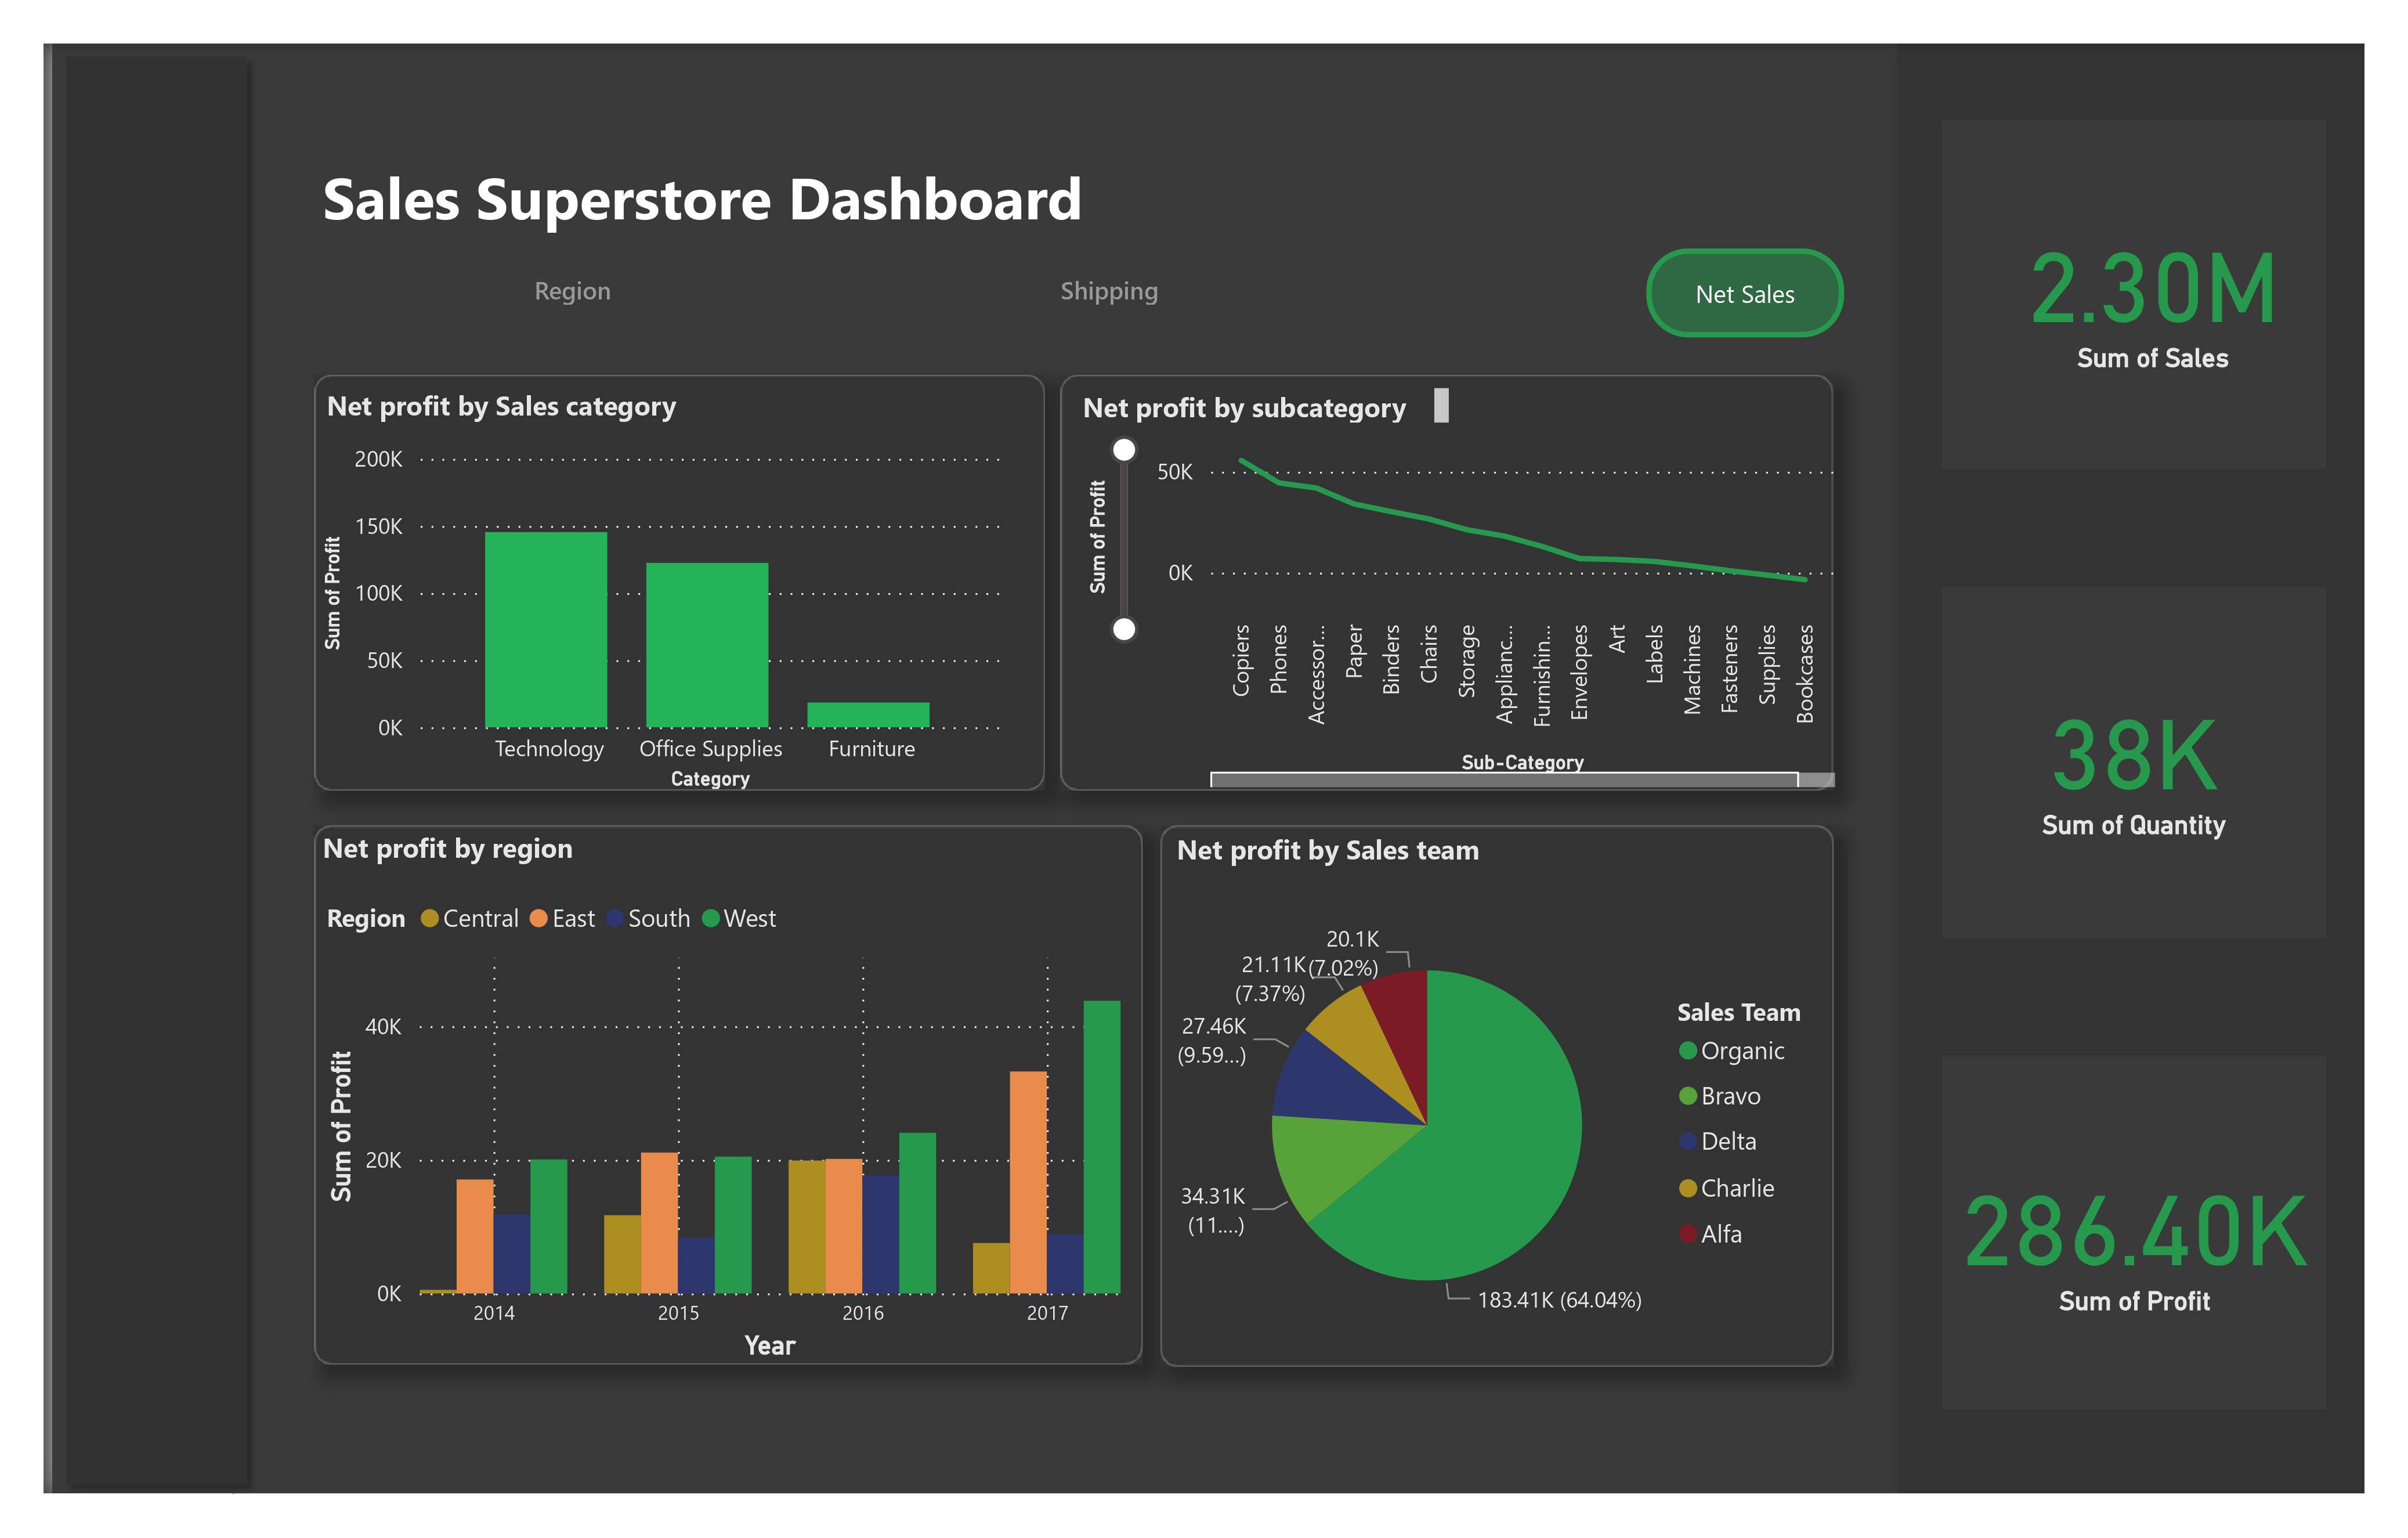 Sales Superstore Dashboard
Region
Shipping
Net Sales
2.30M
Sum of Sales
38K
Sum of Quantity
286.40K
Sum of Profit
Net profit by Sales category
Sum of Profit
200K
150K
100K
50K
0K
Technology
Office Supplies
Furniture
Category
Net profit by subcategory
Sum of Profit
50K
0K
Copiers
Phones
Accessor...
Paper
Binders
Chairs
Storage
Applianc...
Furnishin...
Envelopes
Art
Labels
Machines
Fasteners
Supplies
Bookcases
Sub-Category
Net profit by region
Region Central East South West
Sum of Profit
40K
20K
0K
2014
2015
2016
2017
Year
Net profit by Sales team
20.1K
(7.02%)
21.11K
(7.37%)
27.46K
(9.59...)
34.31K
(11....)
183.41K (64.04%)
Sales Team
Organic
Bravo
Delta
Charlie
Alfa